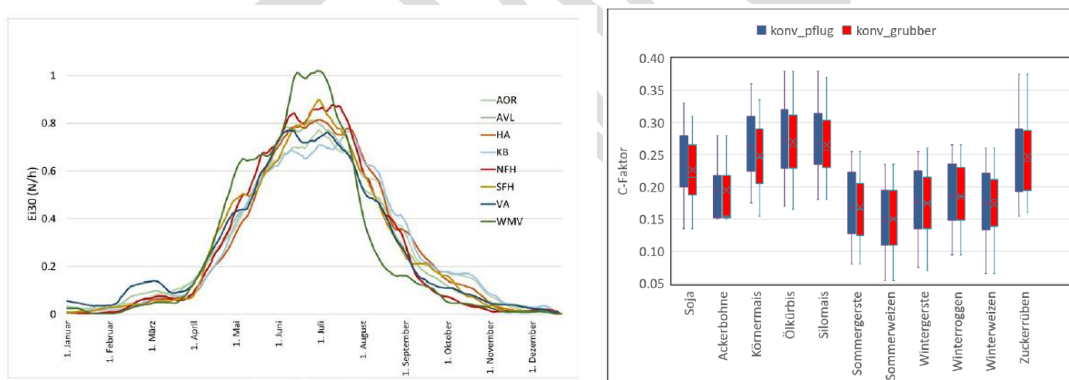 Ei30 (N/h)
1
0.8
0.6
0.4
0.2
0
1. Januar
1. Februar
1. März
1. April
1. Mai
1. Juni
1. Juli
1. August
1. September
1. Oktober
1. November
1. Dezember
AOR
AVL
HA
KB
NFH
SFH
VA
WMV
konv_pflug
konv_grubber
C-Faktor
0.40
0.35
0.30
0.25
0.20
0.15
0.10
0.05
Soja
Ackerbohne
Körnermais
Ölkürbis
Silomais
Sommergerste
Sommerweizen
Wintergerste
Winterroggen
Winterweizen
Zuckerrüben